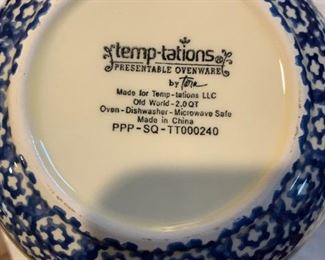 temp-tations®
PRESENTABLE OVENWARE
by Tara
Made for Temp-tations LLC
Old World-2.0QT
Oven-Dishwasher-Microwave Safe
Made in China
PPP-SQ-TT000240